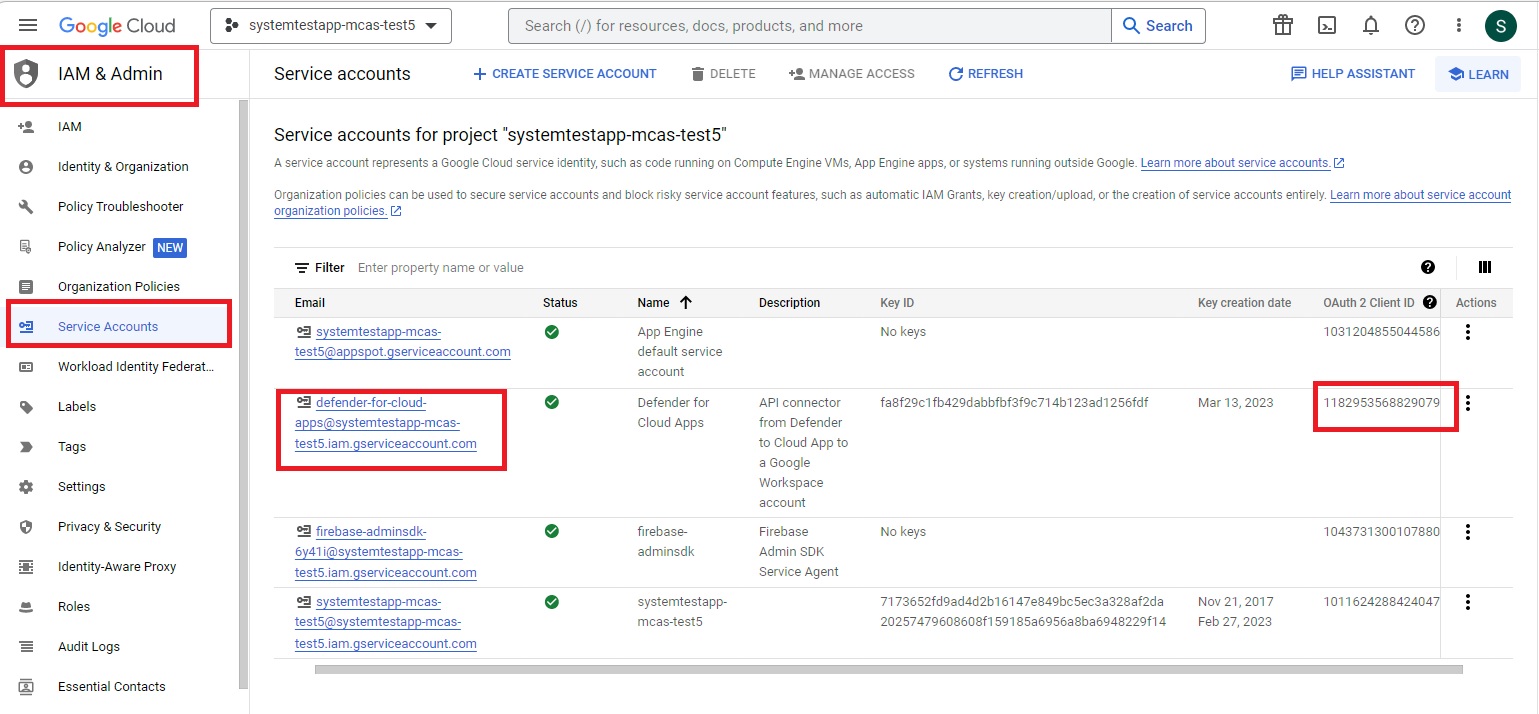 Google Cloud
systemtestapp-mcas-test5
Search (/) for resources, docs, products, and more
Search
S
IAM & Admin
Service accounts
CREATE SERVICE ACCOUNT
DELETE
MANAGE ACCESS
REFRESH
HELP ASSISTANT
LEARN
IAM
Identity & Organization
Policy Troubleshooter
Policy Analyzer NEW
Organization Policies
Service Accounts
Workload Identity Federat...
Labels
Tags
Settings
Privacy & Security
Identity-Aware Proxy
Roles
Audit Logs
Essential Contacts
Service accounts for project "systemtestapp-mcas-test5"
A service account represents a Google Cloud service identity, such as code running on Compute Engine VMs, App Engine apps, or systems running outside Google. Learn more about service accounts.
Organization policies can be used to secure service accounts and block risky service account features, such as automatic IAM Grants, key creation/upload, or the creation of service accounts entirely. Learn more about service account
organization policies.
Filter Enter property name or value
Email Status Name Description Key ID Key creation date OAuth 2 Client ID Actions
systemtestapp-mcas-
test5@appspot.gserviceaccount.com
App Engine
default service
account
No keys
1031204855044586
defender-for-cloud-
apps@systemtestapp-mcas-
test5.iam.gserviceaccount.com
Defender for
Cloud Apps
API connector
from Defender
to Cloud App to
a Google
Workspace
account
fa8f29c1fb429dabbfbf3f9c714b123ad1256fdf
Mar 13, 2023
1182953568829079
firebase-adminsdk-
6y41i@systemtestapp-mcas-
test5.iam.gserviceaccount.com
firebase-
adminsdk
Firebase
Admin SDK
Service Agent
No keys
1043731300107880
systemtestapp-mcas-
test5@systemtestapp-mcas-
test5.iam.gserviceaccount.com
systemtestapp-
mcas-test5
7173652fd9ad4d2b16147e849bc5ec3a328af2da
20257479608608f159185a6956a8ba6948229f14
Nov 21, 2017
Feb 27, 2023
1011624288424047